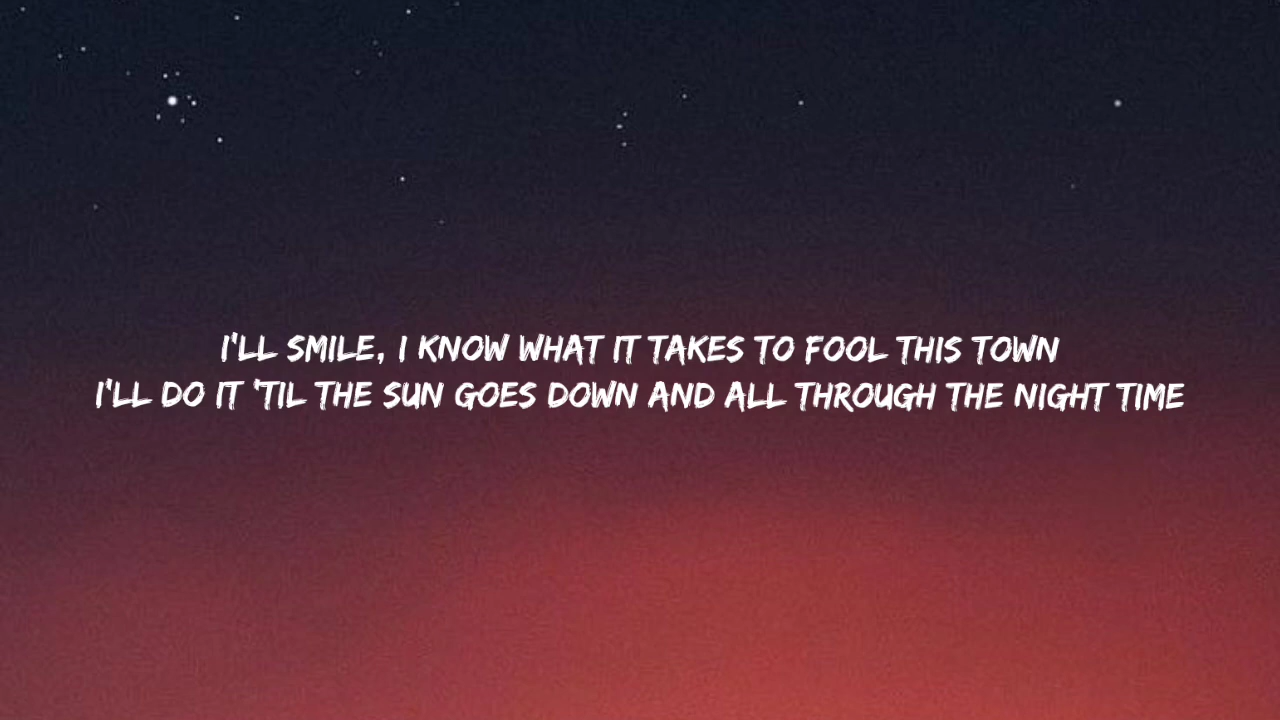 I'LL SMILE, I KNOW WHAT IT TAKES TO FOOL THIS TOWN
I'LL DO IT 'TIL THE SUN GOES DOWN AND ALL THROUGH THE NIGHT TIME